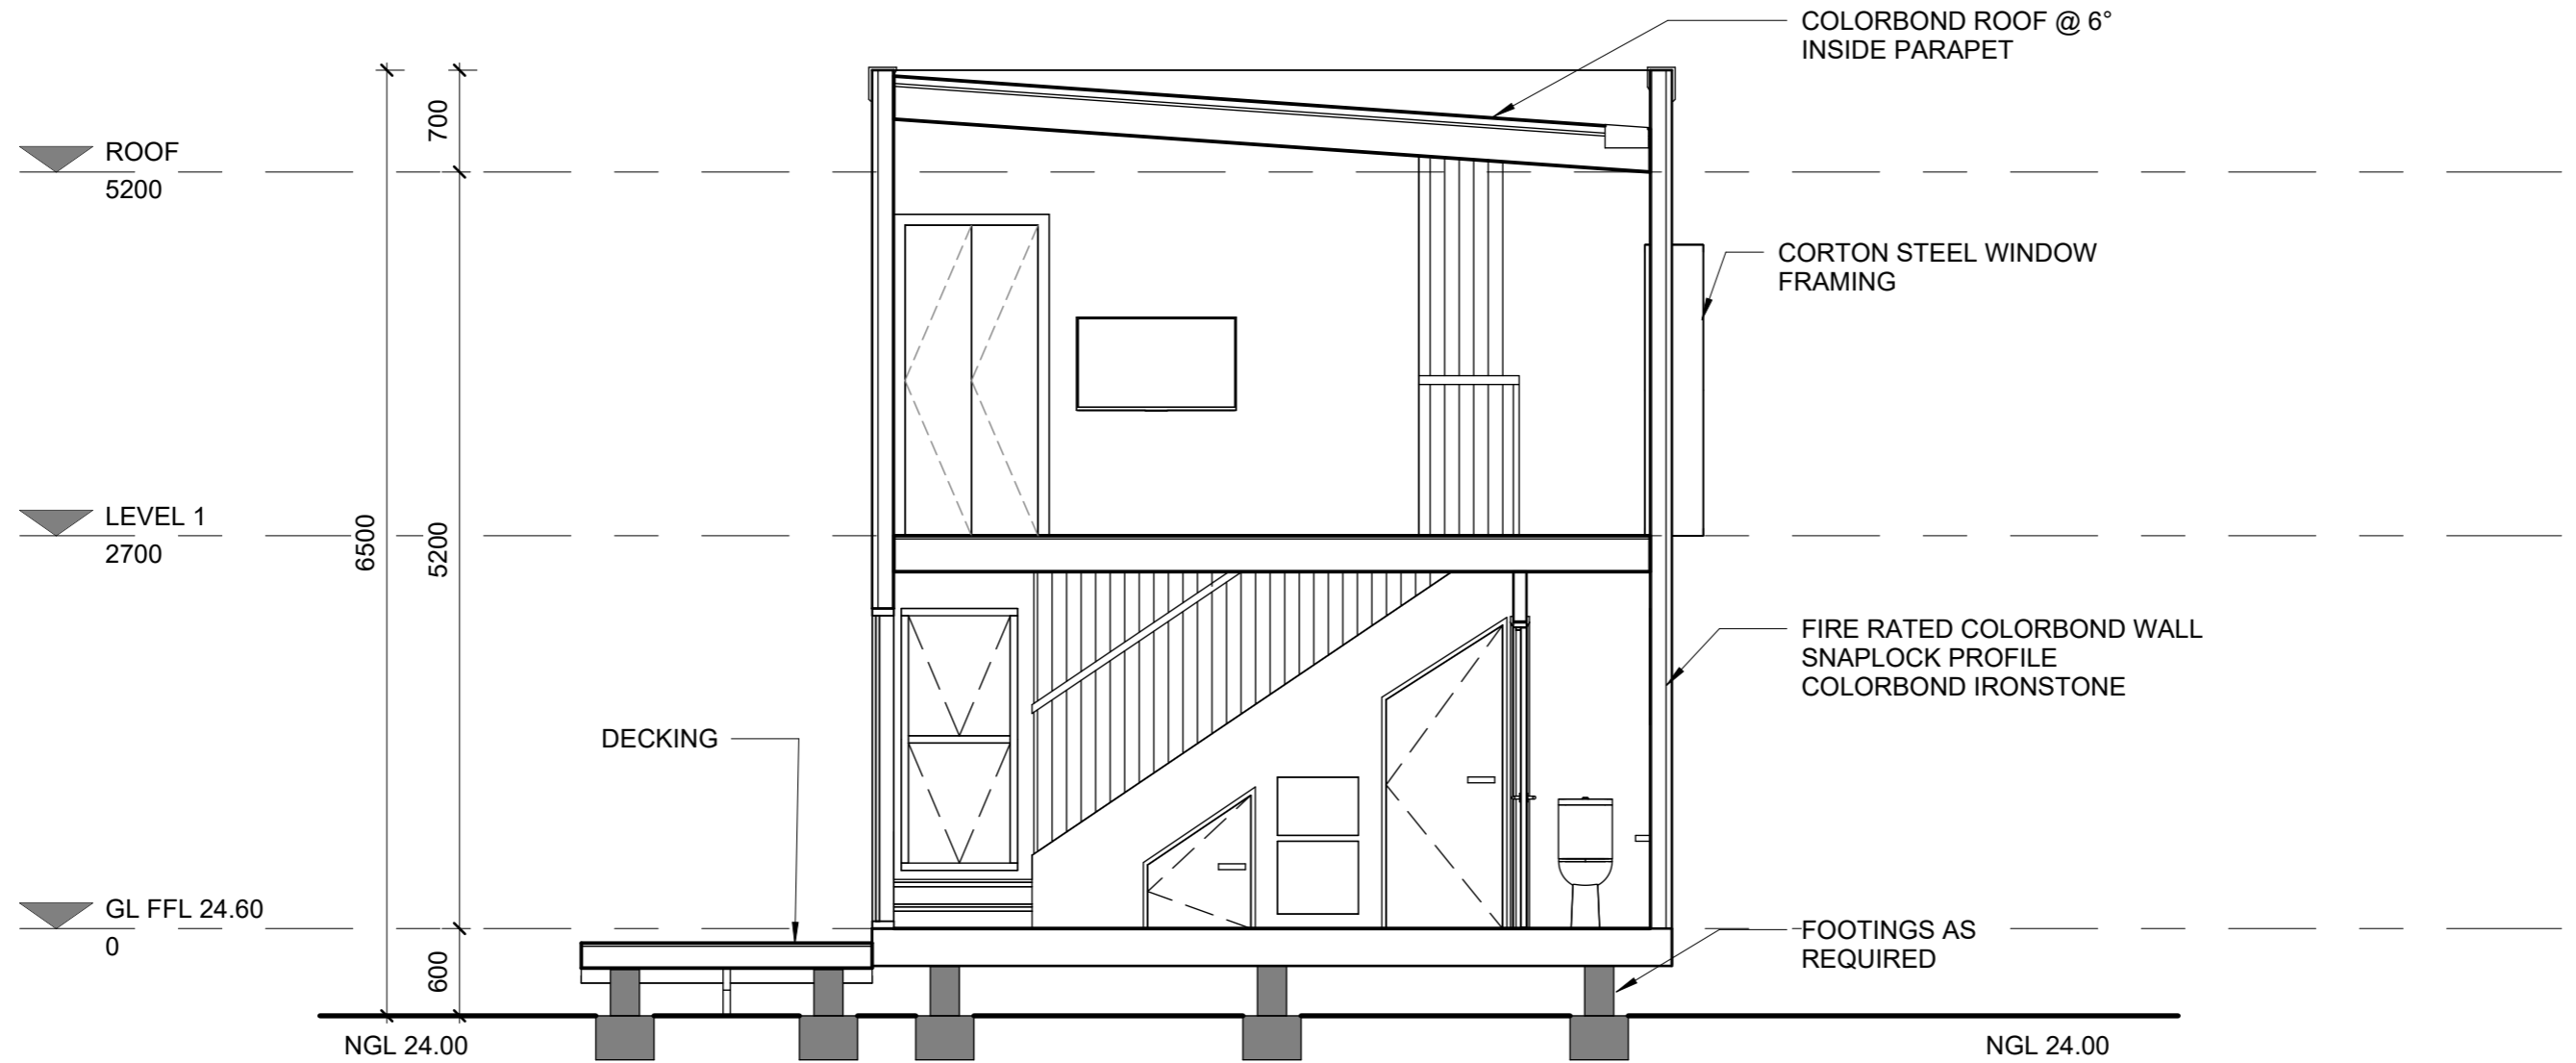 COLORBOND ROOF @ 6°
INSIDE PARAPET
700
ROOF
5200
CORTON STEEL WINDOW
FRAMING
LEVEL 1
2700
6500
5200
FIRE RATED COLORBOND WALL
SNAPLOCK PROFILE
COLORBOND IRONSTONE
DECKING
GL FFL 24.60
0
FOOTINGS AS
REQUIRED
600
NGL 24.00
NGL 24.00